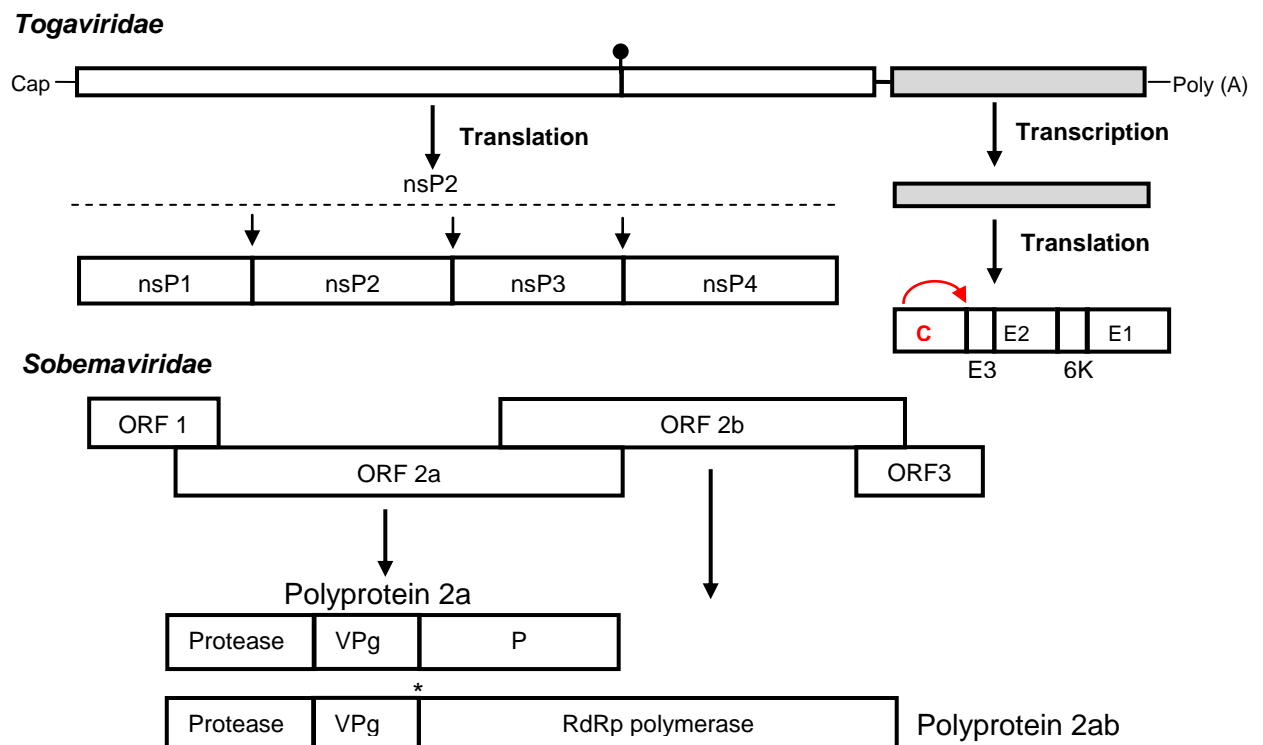 Togaviridae
Cap
Poly (A)
Translation
Transcription
nsP2
Translation
nsP1 nsP2 nsP3 nsP4
C E2 E1
E3 6K
Sobemaviridae
ORF 1 ORF 2b
ORF 2a ORF3
Polyprotein 2a
Protease VPg P
*
Protease VPg RdRp polymerase Polyprotein 2ab